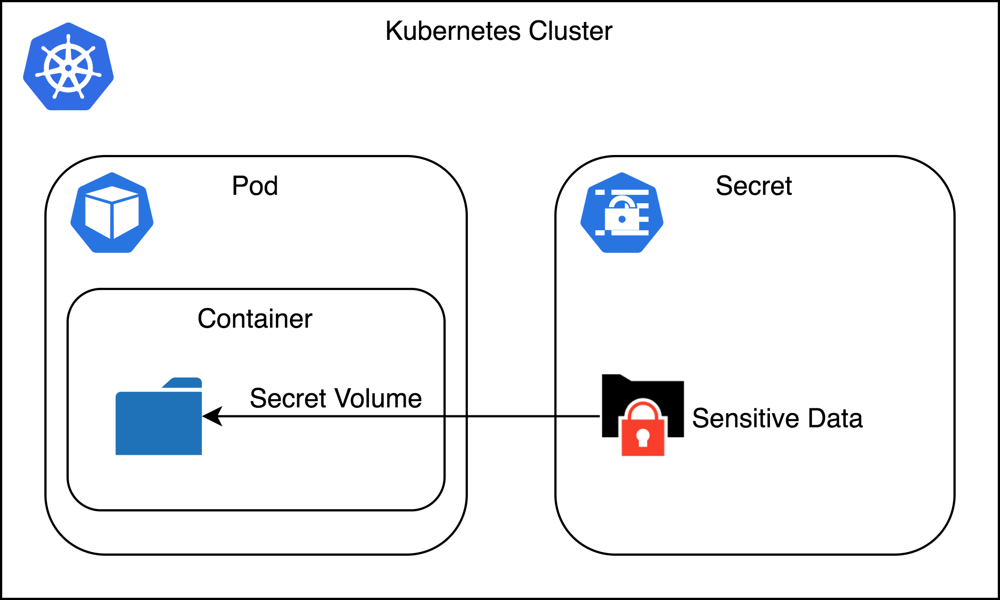 Kubernetes Cluster
Pod
Secret
Container
Secret Volume
Sensitive Data